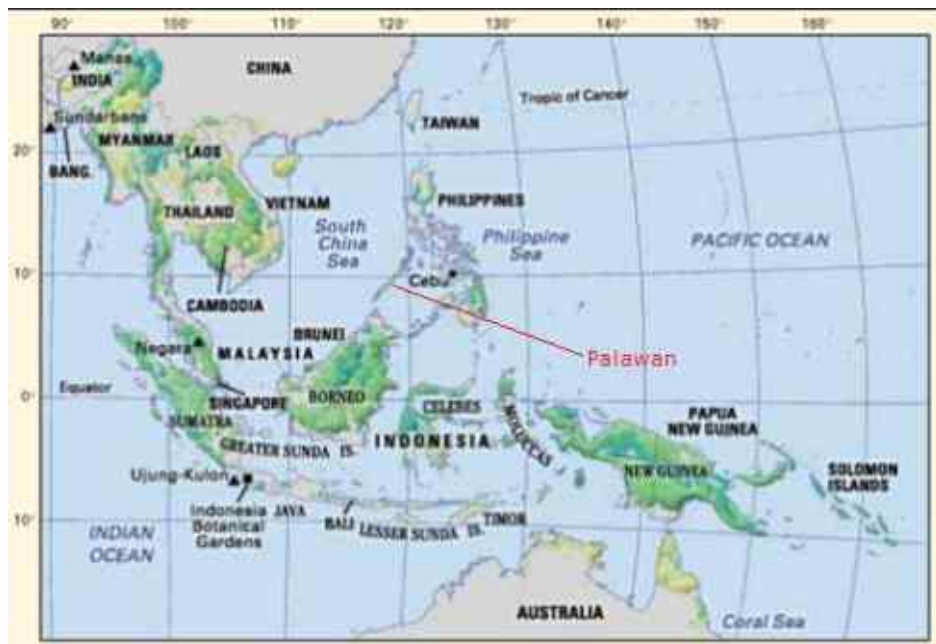 90° 100° 110° 120° 130° 140° 150° 160°
Manas
INDIA
CHINA
Sundarbans
Tropic of Cancer
TAIWAN
MYANMAR
LAOS
20°
BANG.
THAILAND
VIETNAM
PHILIPPINES
South
China
Sea
Philippine
Sea
PACIFIC OCEAN
10°
Cebu
CAMBODIA
BRUNEI
Negara
MALAYSIA
Palawan
Equator
0°
SINGAPORE
BORNEO
CELEBES
SUMATRA
MOLUCCAS
PAPUA
NEW GUINEA
GREATER SUNDA IS.
INDONESIA
Ujung-Kulon
NEW GUINEA
SOLOMON
ISLANDS
Indonesia
Botanical
Gardens
JAVA
BALI
LESSER SUNDA IS.
TIMOR
10°
INDIAN
OCEAN
AUSTRALIA
Coral Sea